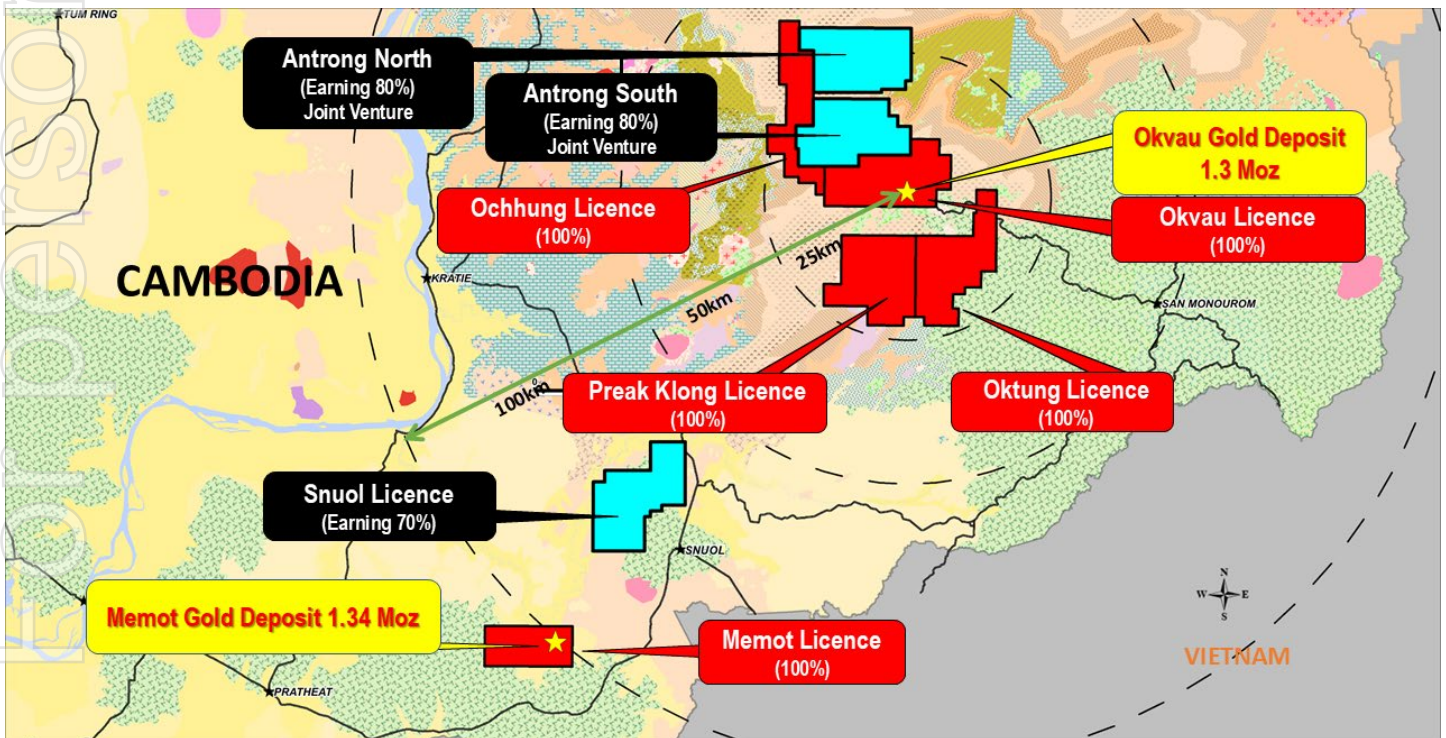 For personal
TUM RING
Antrong North
(Earning 80%)
Joint Venture
Antrong South
(Earning 80%)
Joint Venture
Okvau Gold Deposit
1.3 Moz
Ochhung Licence
(100%)
Okvau Licence
(100%)
CAMBODIA
KRATIE
25km
50km
100km
SAN MONOUROM
Preak Klong Licence
(100%)
Oktung Licence
(100%)
Snuol Licence
(Earning 70%)
SNUOL
Memot Gold Deposit 1.34 Moz
Memot Licence
(100%)
N
W
E
S
VIETNAM
PRATHEAT